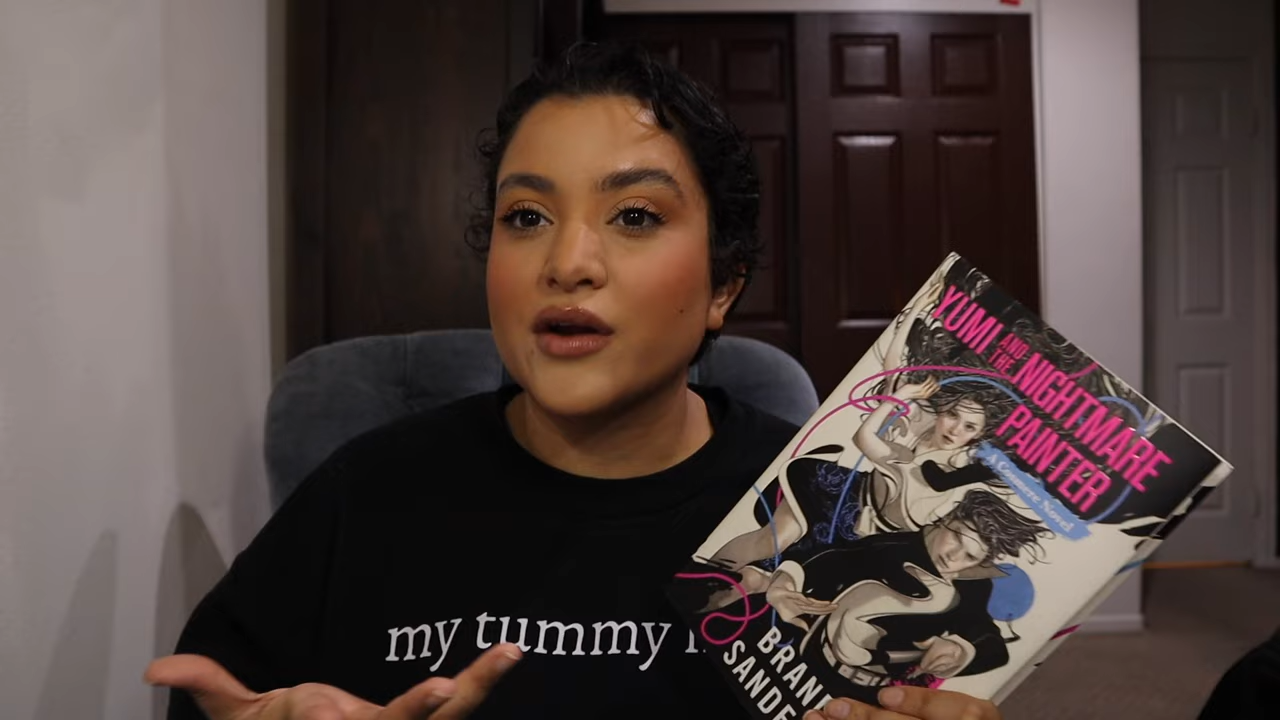 my tummy
YUMI
AND
THE
NIGHTMARE
PAINTER
A Cosmere Novel
BRAN
SANDE